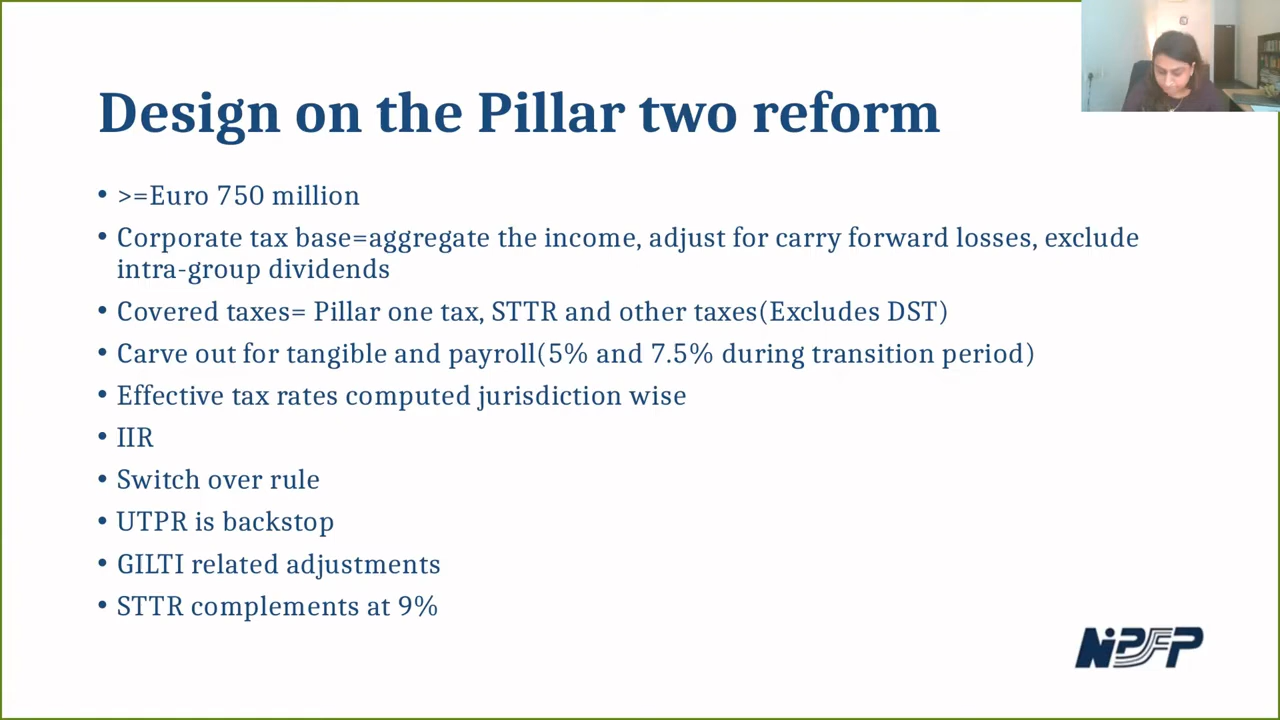 Design on the Pillar two reform
• >=Euro 750 million
• Corporate tax base=aggregate the income, adjust for carry forward losses, exclude
intra-group dividends
• Covered taxes= Pillar one tax, STTR and other taxes(Excludes DST)
• Carve out for tangible and payroll(5% and 7.5% during transition period)
• Effective tax rates computed jurisdiction wise
• IIR
• Switch over rule
• UTPR is backstop
• GILTI related adjustments
• STTR complements at 9%
NIPFP